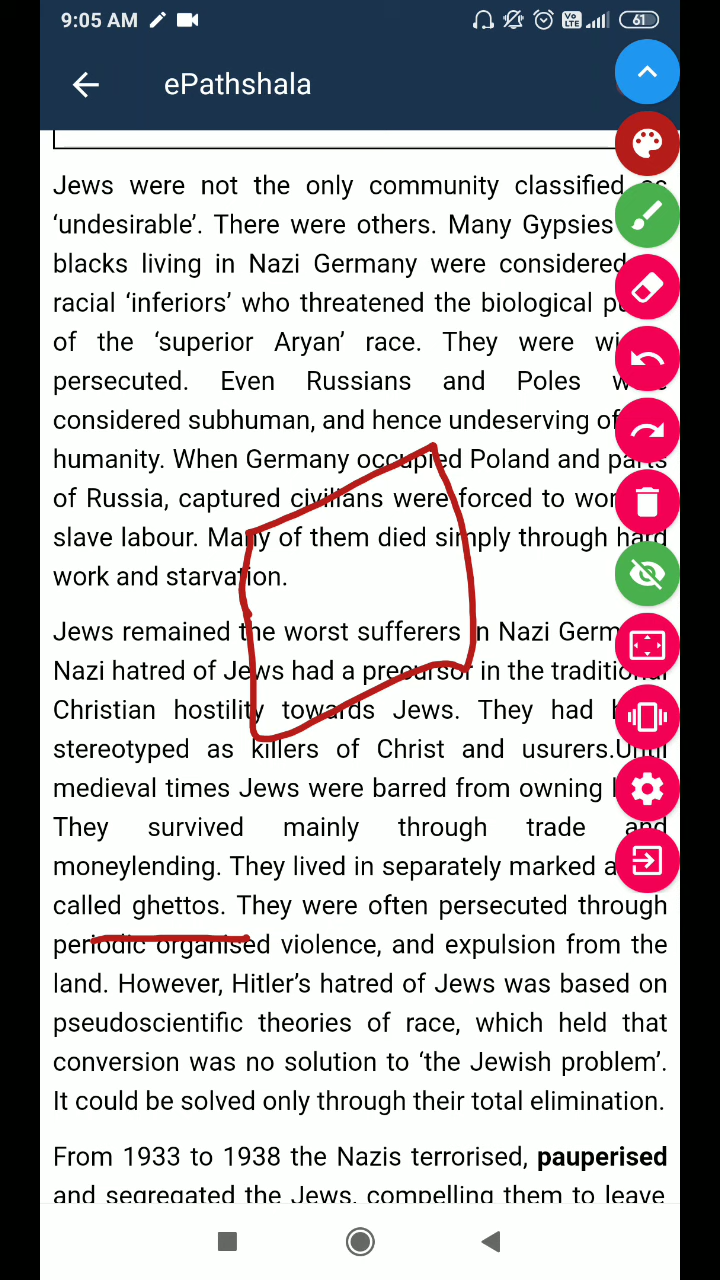 9:05 AM
Vo LTE
61
ePathshala
Jews were not the only community classified as
‘undesirable’. There were others. Many Gypsies
blacks living in Nazi Germany were considered
racial ‘inferiors’ who threatened the biological
of the ‘superior Aryan’ race. They were
persecuted. Even Russians and Poles were
considered subhuman, and hence undeserving of
humanity. When Germany occupied Poland and parts
of Russia, captured civilians were forced to
slave labour. Many of them died simply through hard
work and starvation.
Jews remained the worst sufferers in Nazi
Nazi hatred of Jews had a precursor in the traditional
Christian hostility towards Jews. They had
stereotyped as killers of Christ and usurers.Until
medieval times Jews were barred from owning
They survived mainly through trade and
moneylending. They lived in separately marked
called ghettos. They were often persecuted through
periodic organised violence, and expulsion from the
land. However, Hitler’s hatred of Jews was based on
pseudoscientific theories of race, which held that
conversion was no solution to ‘the Jewish problem’.
It could be solved only through their total elimination.
From 1933 to 1938 the Nazis terrorised, pauperised
and segregated the Jews, compelling them to leave